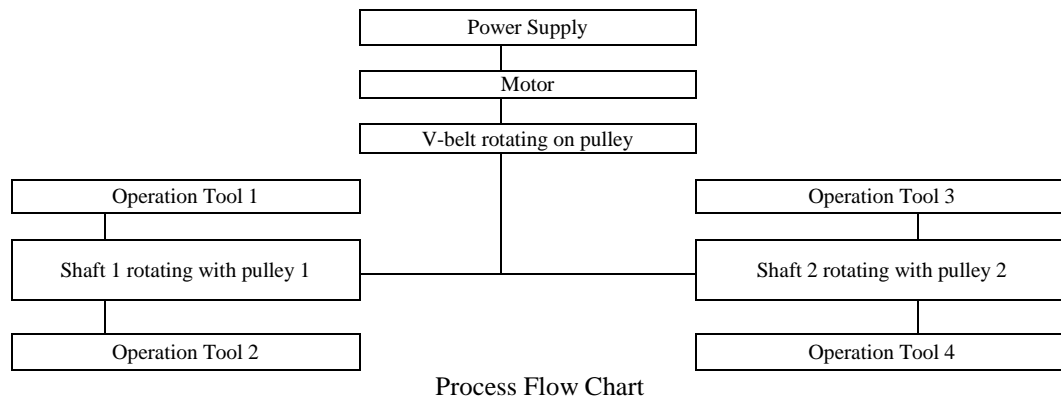 Power Supply
Motor
V-belt rotating on pulley
Operation Tool 1
Operation Tool 3
Shaft 1 rotating with pulley 1
Shaft 2 rotating with pulley 2
Operation Tool 2
Operation Tool 4
Process Flow Chart